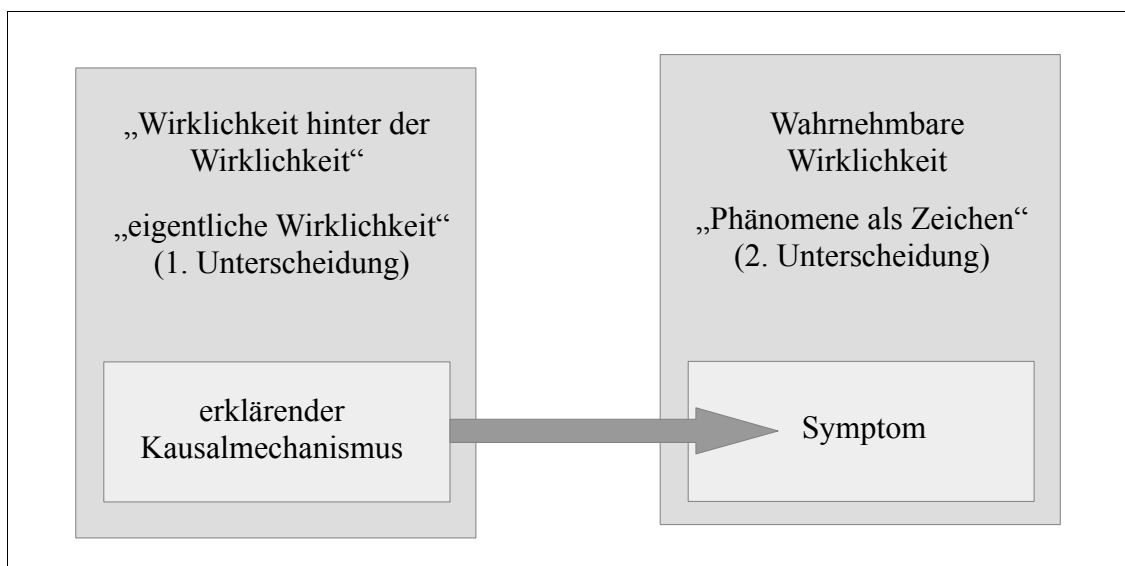 „Wirklichkeit hinter der
Wirklichkeit“
„eigentliche Wirklichkeit“
(1. Unterscheidung)
erklärender
Kausalmechanismus
Wahrnehmbare
Wirklichkeit
„Phänomene als Zeichen“
(2. Unterscheidung)
Symptom